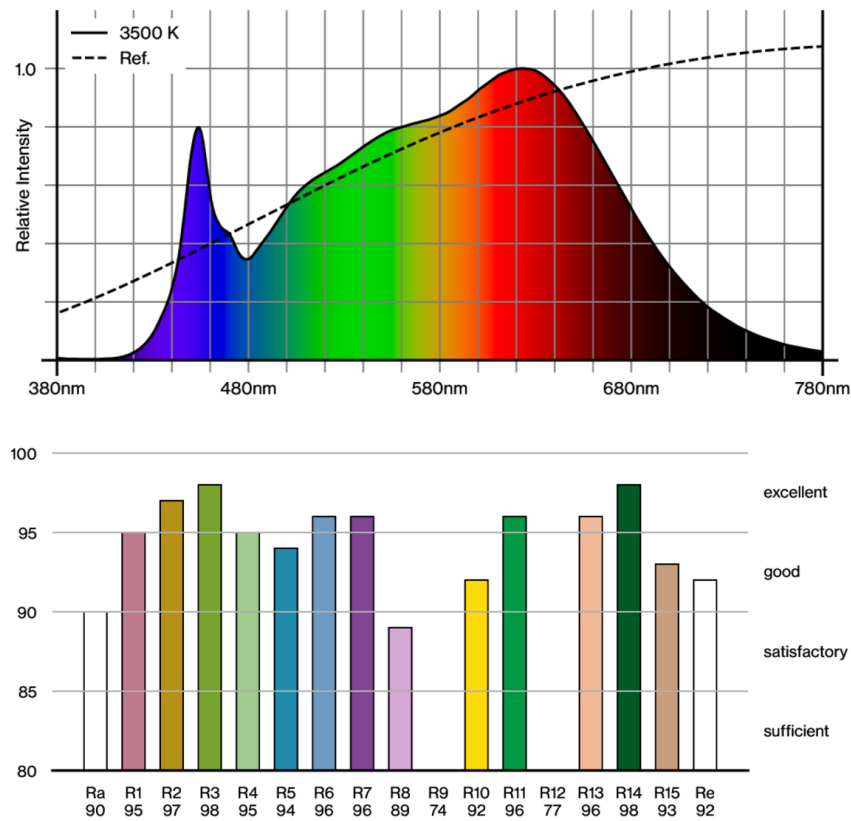 3500 K
Ref.
1.0
Relative Intensity
380nm 480nm 580nm 680nm 780nm
100
excellent
95
good
90
satisfactory
85
sufficient
80
Ra R1 R2 R3 R4 R5 R6 R7 R8 R9 R10 R11 R12 R13 R14 R15 Re
90 95 97 98 95 94 96 96 89 74 92 96 77 96 98 93 92